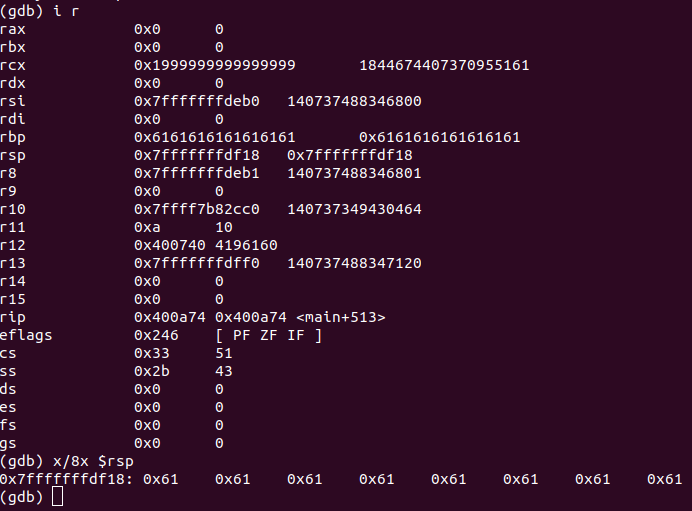 (gdb) i r
rax 0x0 0
rbx 0x0 0
rcx 0x1999999999999999 1844674407370955161
rdx 0x0 0
rsi 0x7fffffffdeb0 140737488346800
rdi 0x0 0
rbp 0x6161616161616161 0x6161616161616161
rsp 0x7fffffffdf18 0x7fffffffdf18
r8 0x7fffffffdeb1 140737488346801
r9 0x0 0
r10 0x7ffff7b82cc0 140737349430464
r11 0xa 10
r12 0x400740 4196160
r13 0x7fffffffdff0 140737488347120
r14 0x0 0
r15 0x0 0
rip 0x400a74 0x400a74 <main+513>
eflags 0x246 [ PF ZF IF ]
cs 0x33 51
ss 0x2b 43
ds 0x0 0
es 0x0 0
fs 0x0 0
gs 0x0 0
(gdb) x/8x $rsp
0x7fffffffdf18: 0x61 0x61 0x61 0x61 0x61 0x61 0x61 0x61
(gdb)